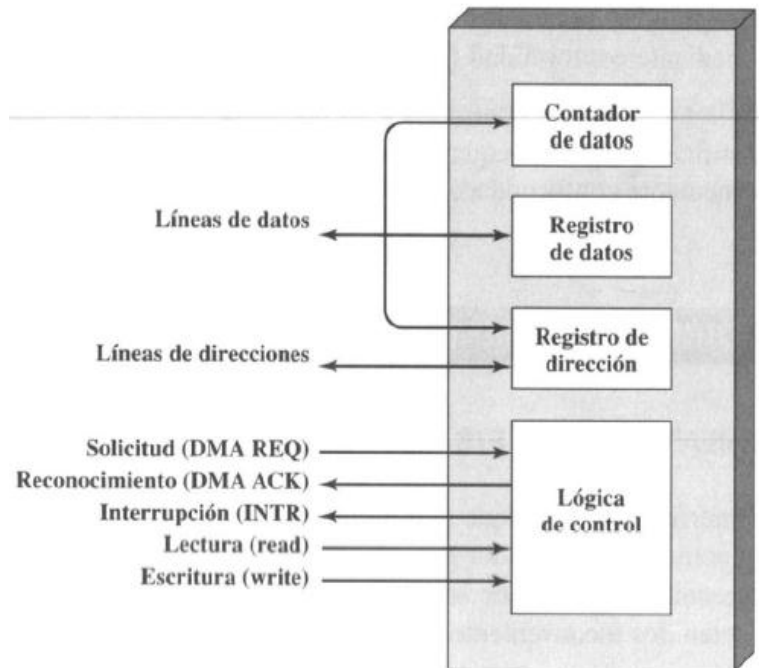 Contador
de datos
Líneas de datos
Registro
de datos
Líneas de direcciones
Registro de
dirección
Solicitud (DMA REQ)
Reconocimiento (DMA ACK)
Interrupción (INTR)
Lectura (read)
Escritura (write)
Lógica
de control